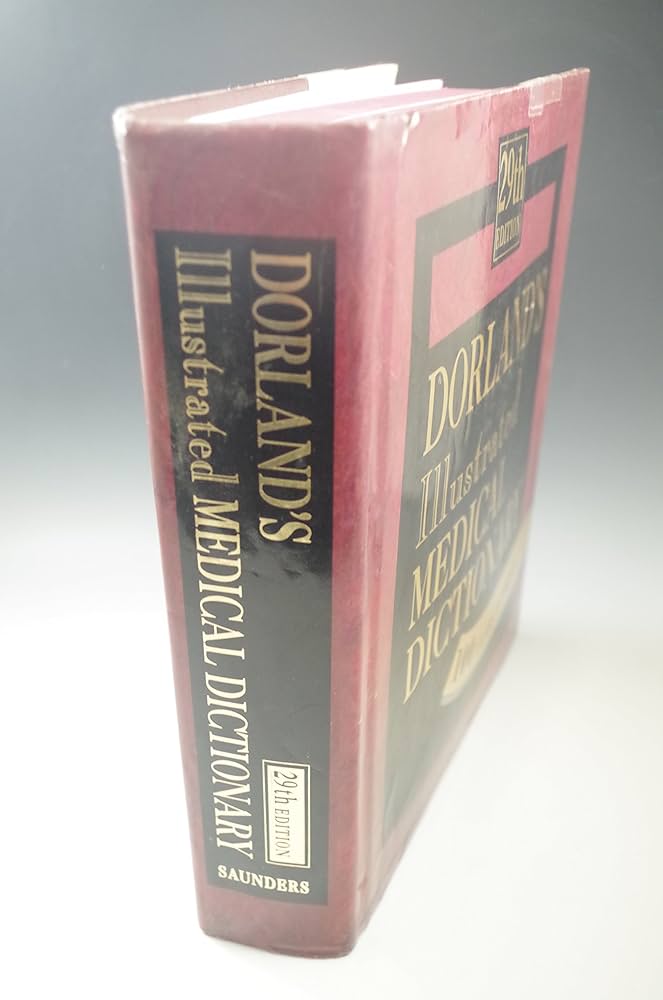 DORLAND'S
Illustrated MEDICAL DICTIONARY
29th EDITION
SAUNDERS
29th
EDITION
DORLAND'S
Illustrated
MEDICAL
DICTIONARY